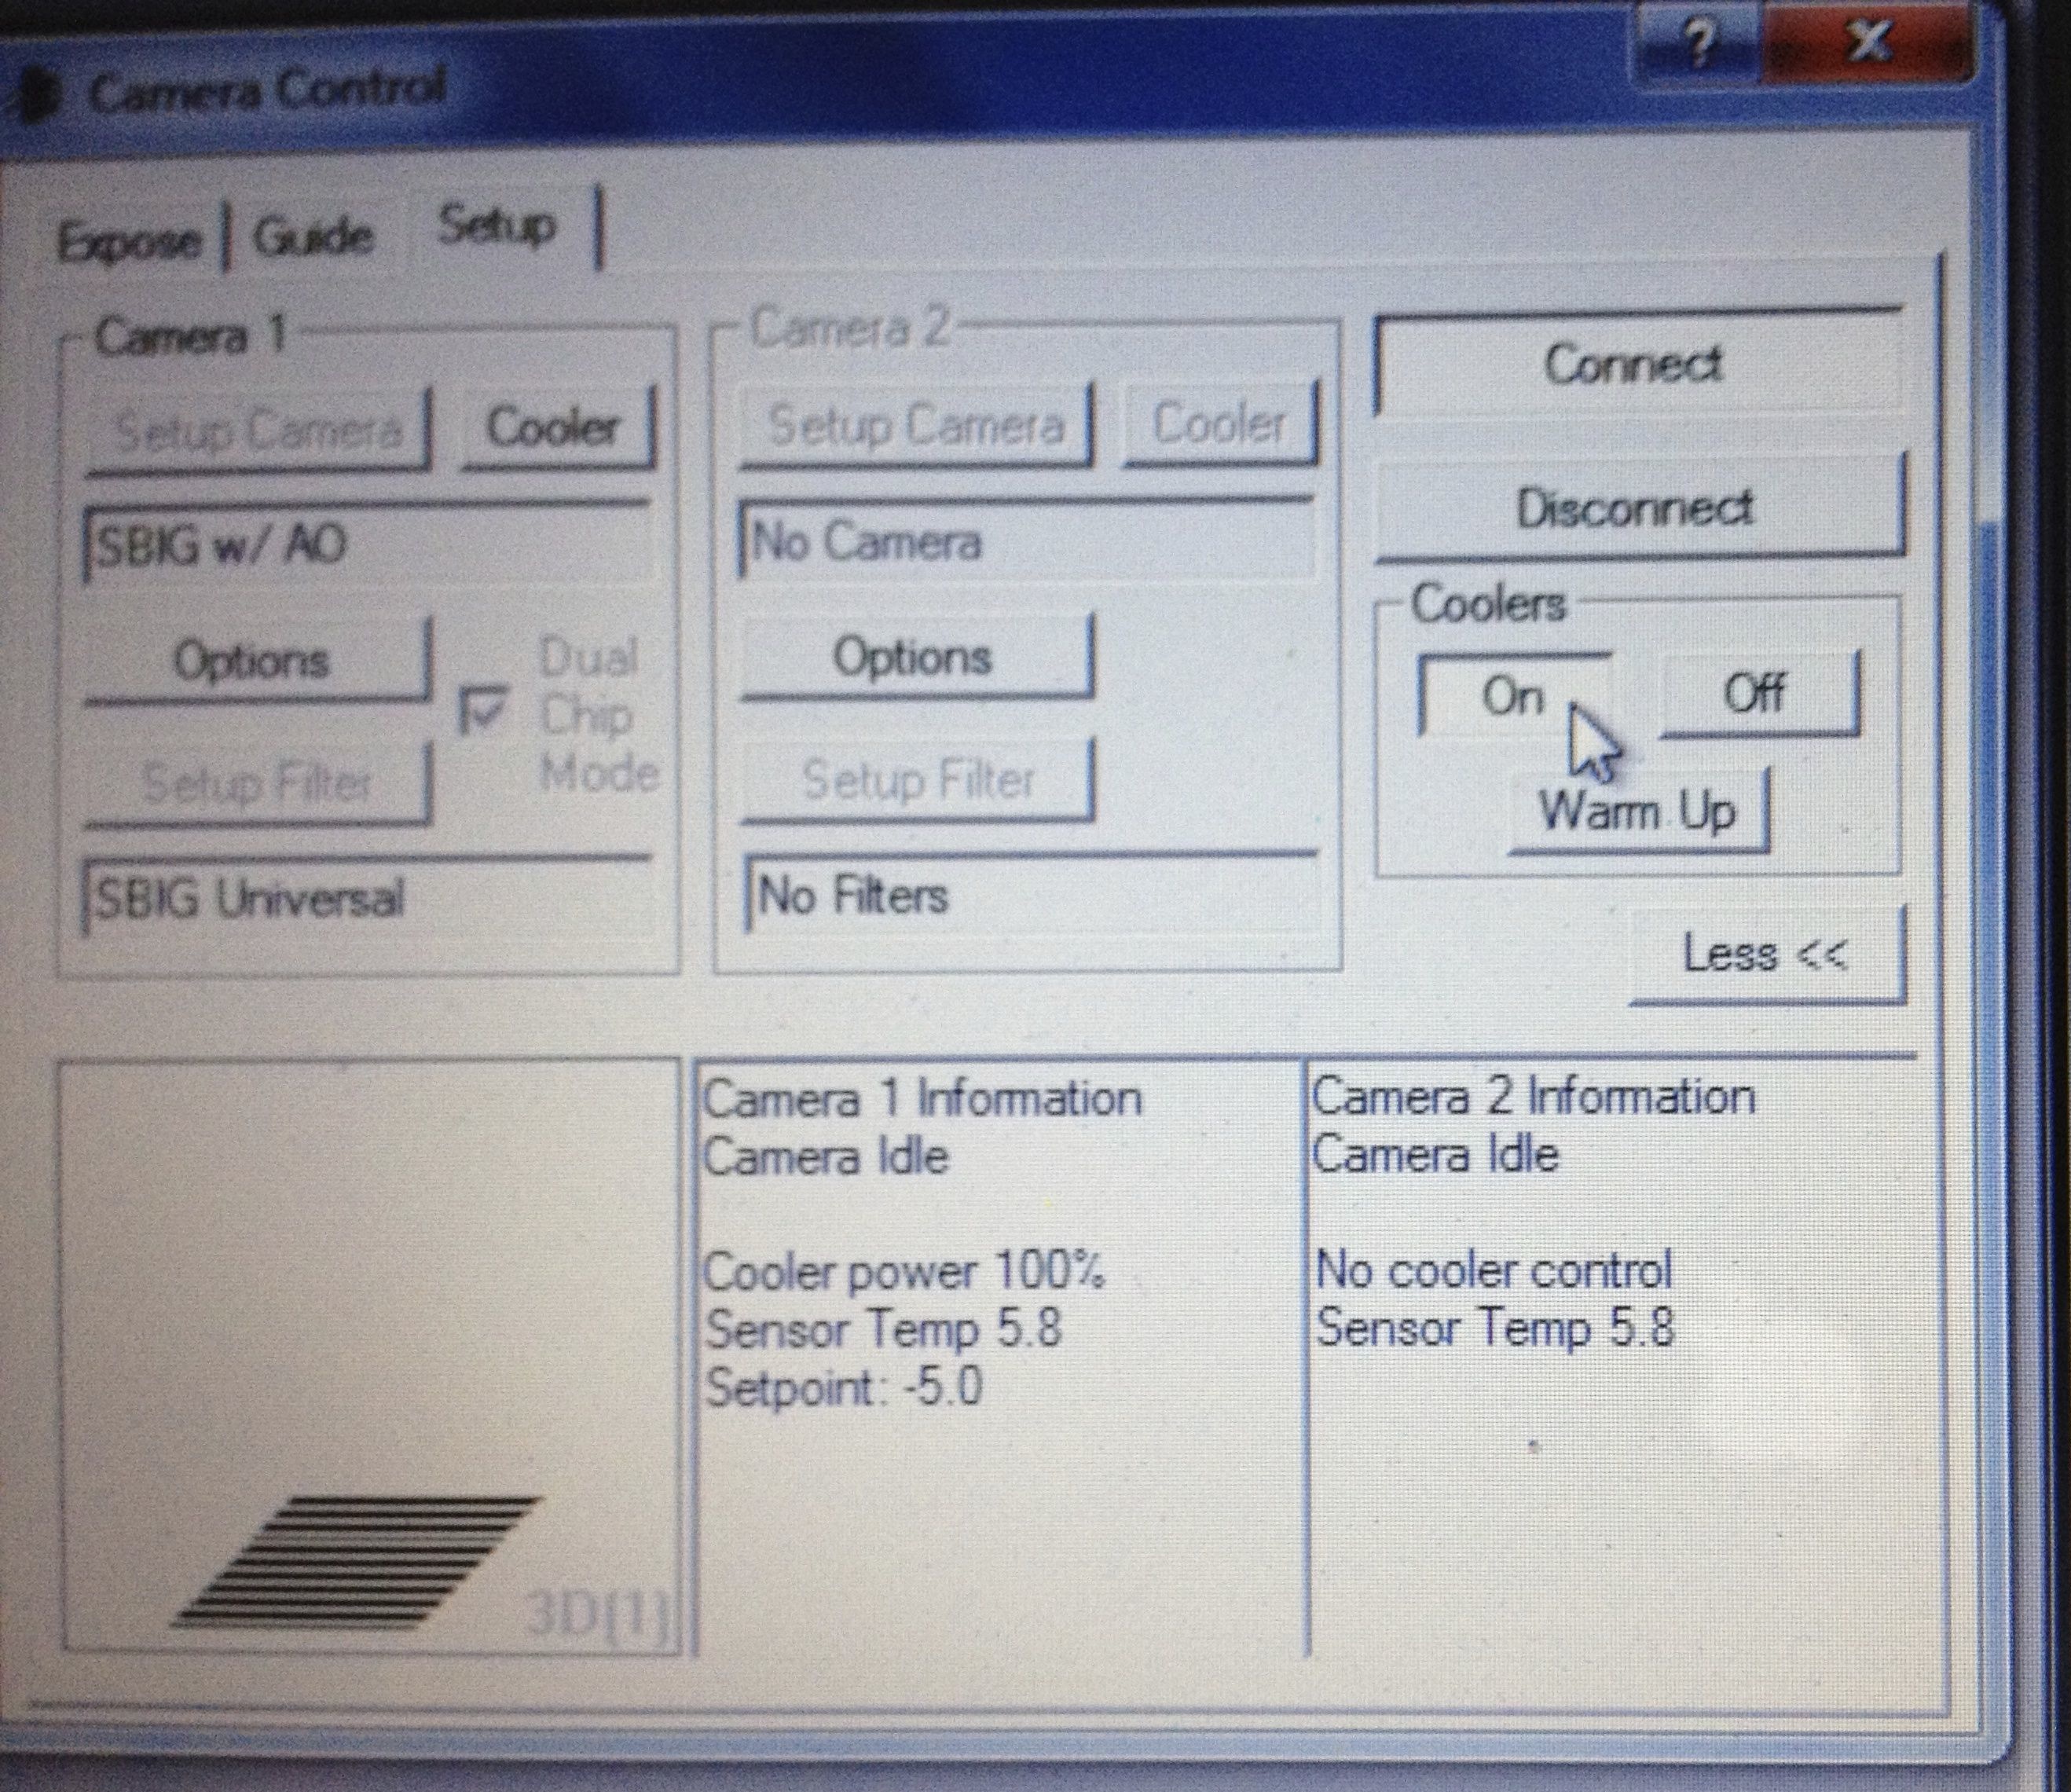 Camera Control
?
X
Expose
Guide
Setup
Camera 1
Setup Camera
Cooler
SBIG w/ AO
Options
Dual
Chip
Mode
Setup Filter
SBIG Universal
Camera 2
Setup Camera
Cooler
No Camera
Options
Setup Filter
No Filters
Connect
Disconnect
Coolers
On
Off
Warm Up
Less <<
3D(1)
Camera 1 Information
Camera Idle
Cooler power 100%
Sensor Temp 5.8
Setpoint: -5.0
Camera 2 Information
Camera Idle
No cooler control
Sensor Temp 5.8